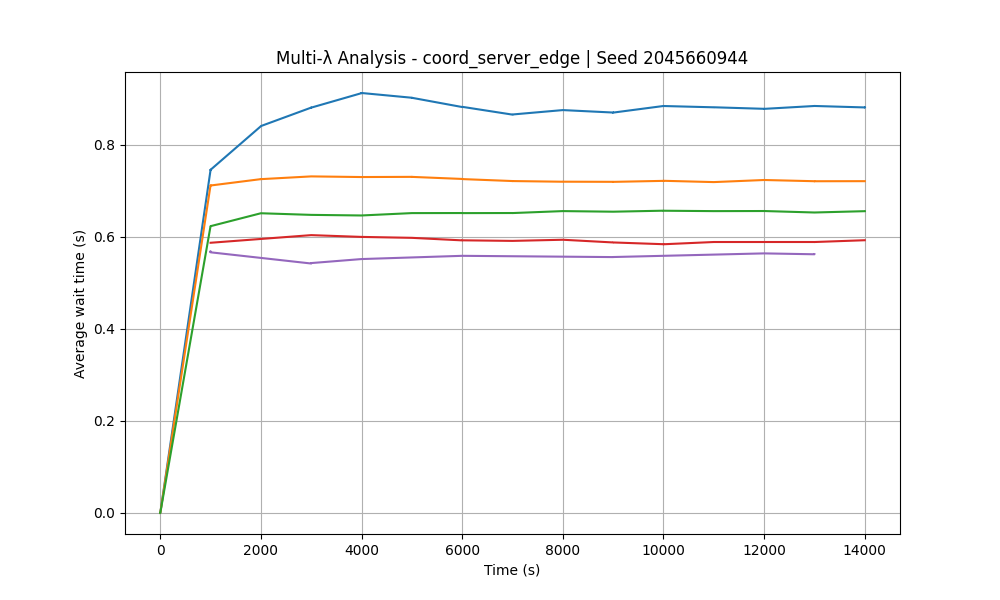 Multi-λ Analysis - coord_server_edge | Seed 2045660944
Average wait time (s)
0.8
0.6
0.4
0.2
0.0
0 2000 4000 6000 8000 10000 12000 14000
Time (s)